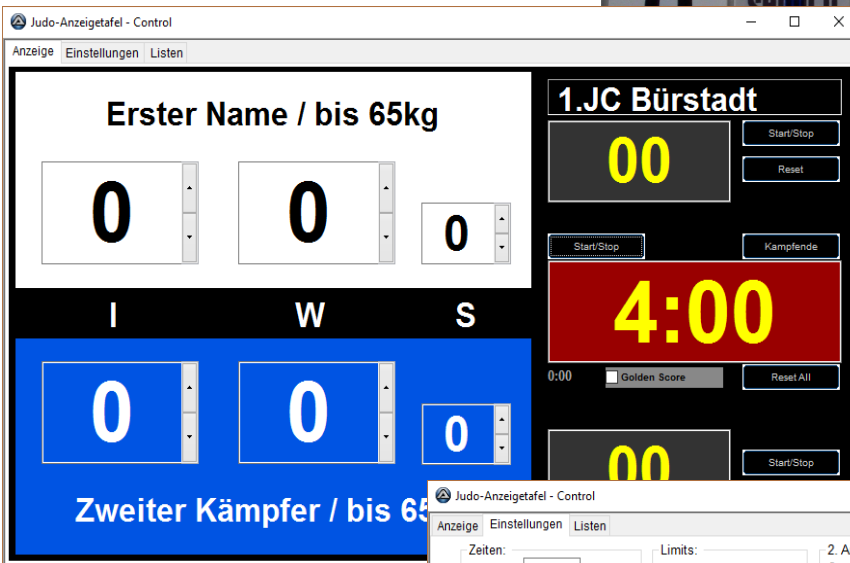 Judo-Anzeigetafel - Control
Anzeige Einstellungen Listen
Erster Name / bis 65kg
0 0 0
I W S
0 0 0
Zweiter Kämpfer / bis 65
1.JC Bürstadt
00
Start/Stop
Reset
Start/Stop Kampfende
4:00
0:00 Golden Score Reset All
00
Start/Stop
Judo-Anzeigetafel - Control
Anzeige Einstellungen Listen
Zeiten: Limits: 2. A